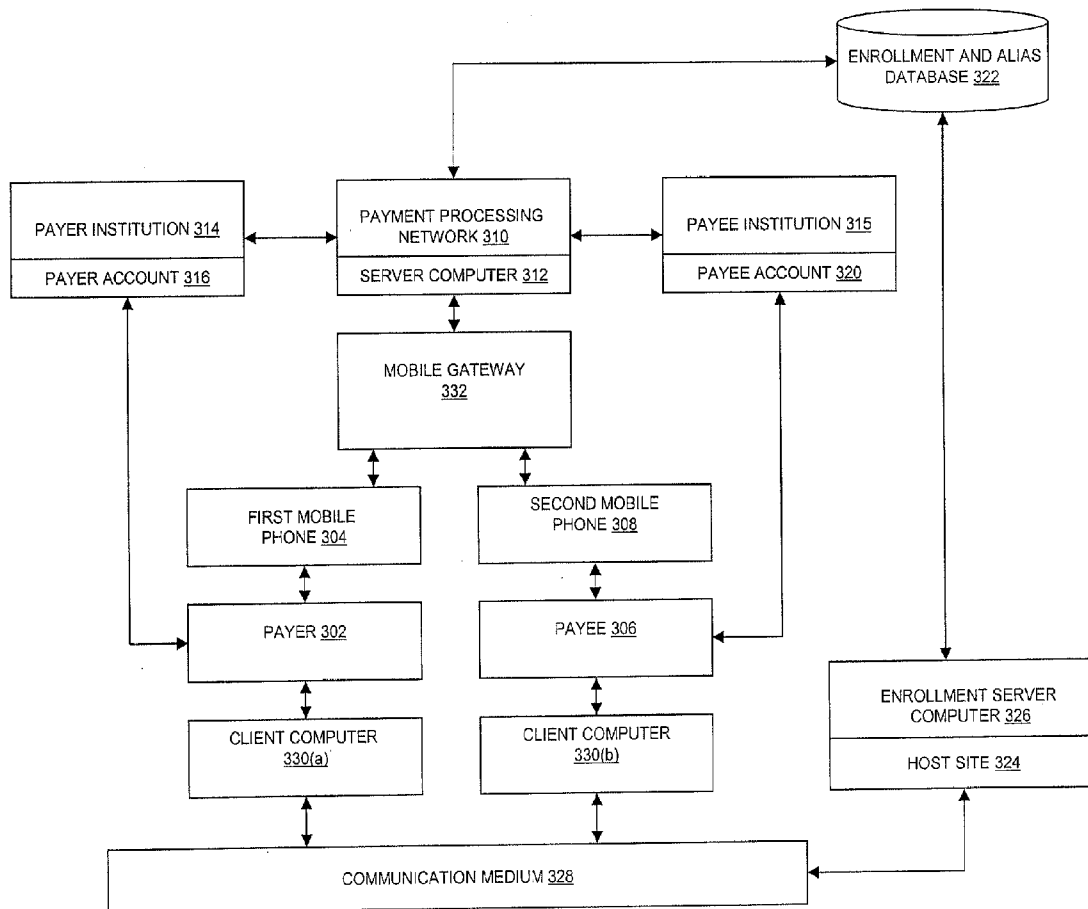 ENROLLMENT AND ALIAS
DATABASE 322
PAYER INSTITUTION 314
PAYER ACCOUNT 316
PAYMENT PROCESSING
NETWORK 310
SERVER COMPUTER 312
PAYEE INSTITUTION 315
PAYEE ACCOUNT 320
MOBILE GATEWAY
332
FIRST MOBILE
PHONE 304
SECOND MOBILE
PHONE 308
PAYER 302
PAYEE 306
CLIENT COMPUTER
330(a)
CLIENT COMPUTER
330(b)
ENROLLMENT SERVER
COMPUTER 326
HOST SITE 324
COMMUNICATION MEDIUM 328